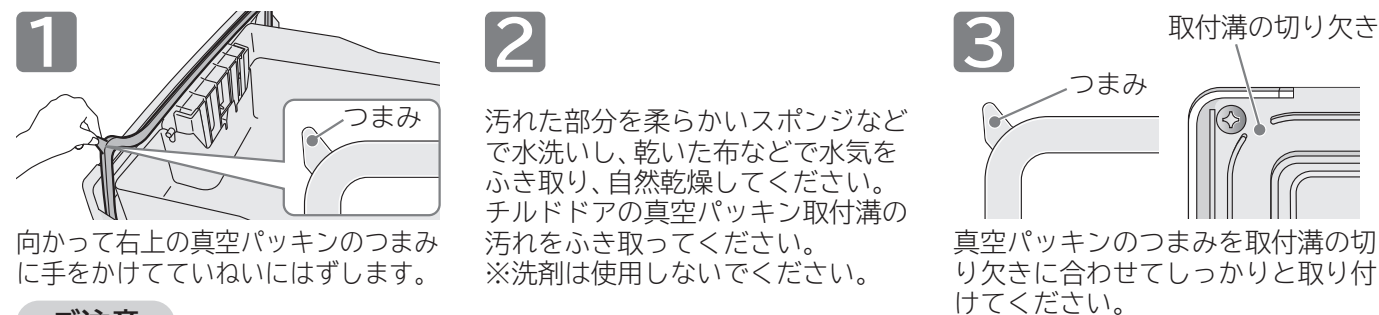 1
つまみ
向かって右上の真空パッキンのつまみ
に手をかけてていねいにはずします。
2
汚れた部分を柔らかいスポンジなど
で水洗いし、乾いた布などで水気を
ふき取り、自然乾燥してください。
チルドドアの真空パッキン取付溝の
汚れをふき取ってください。
※洗剤は使用しないでください。
3
取付溝の切り欠き
つまみ
真空パッキンのつまみを取付溝の切
り欠きに合わせてしっかりと取り付
けてください。